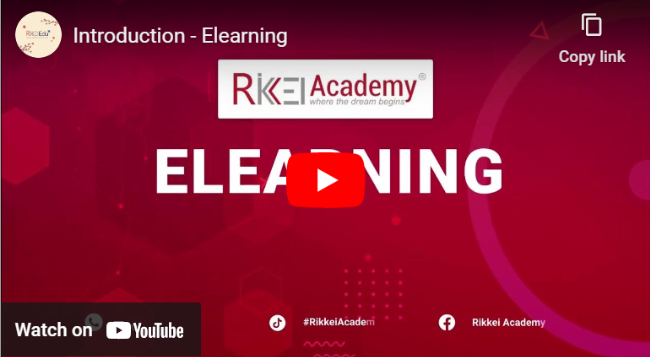 Introduction - Elearning
Copy link
RIKKEI Academy®
where the dream begins
ELEARNING
Watch on YouTube
#RikkeiAcadem
Rikkei Academy